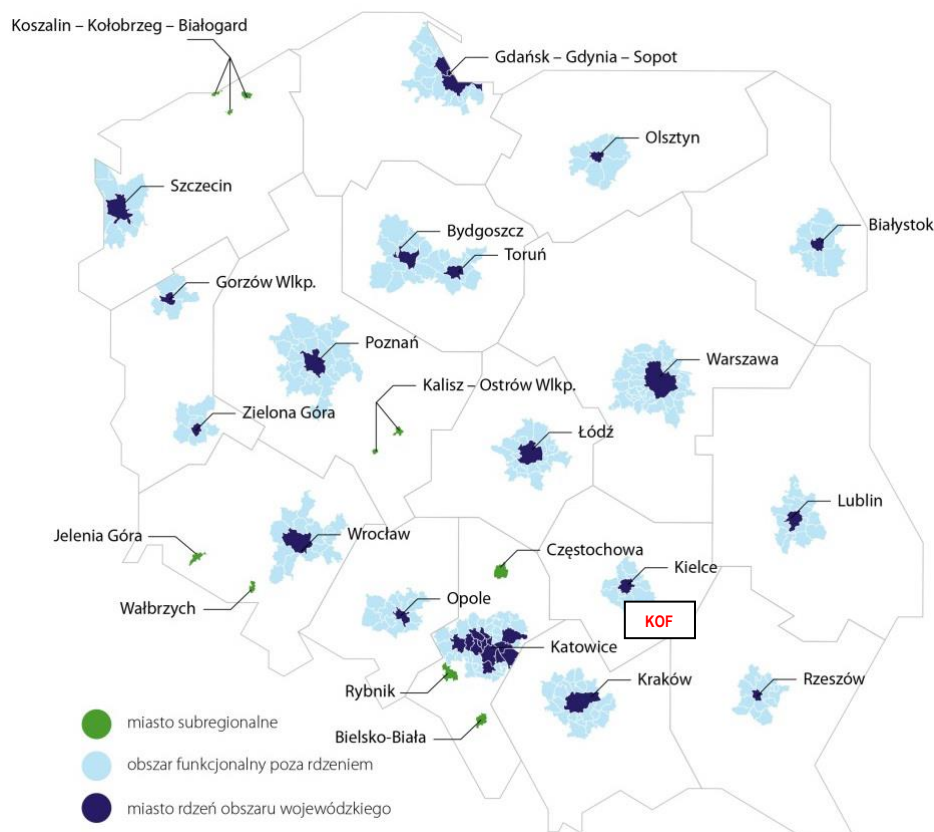 Koszalin – Kołobrzeg – Białogard
Gdańsk – Gdynia – Sopot
Olsztyn
Szczecin
Białystok
Bydgoszcz
Toruń
Gorzów Wlkp.
Poznań
Warszawa
Kalisz – Ostrów Wlkp.
Zielona Góra
Łódź
Lublin
Jelenia Góra
Wrocław
Częstochowa
Kielce
Wałbrzych
Opole
KOF
Katowice
Rybnik
Kraków
Rzeszów
Bielsko-Biała
miasto subregionalne
obszar funkcjonalny poza rdzeniem
miasto rdzeń obszaru wojewódzkiego